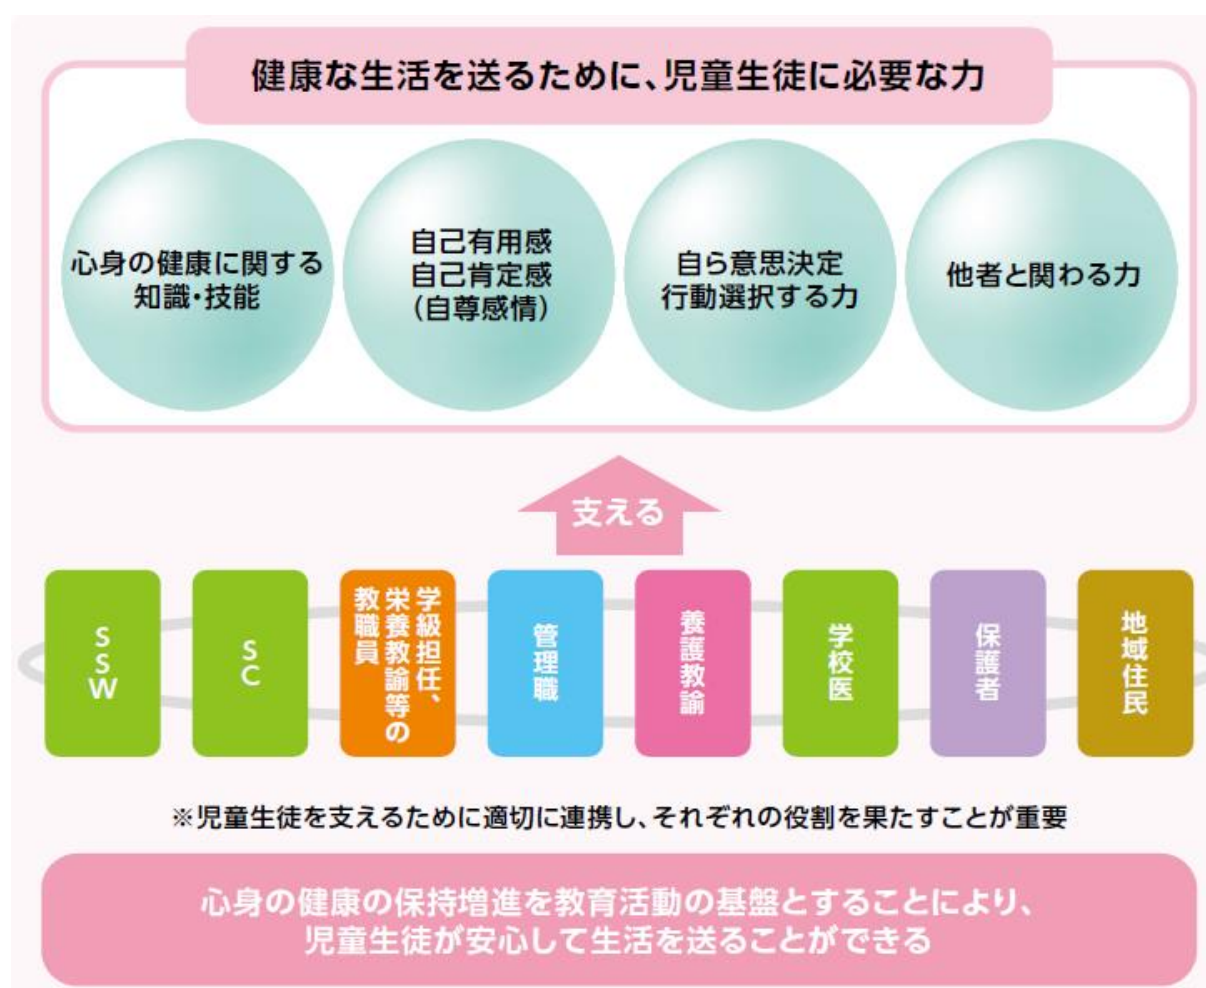 健康な生活を送るために、児童生徒に必要な力
心身の健康に関する
知識・技能
自己有用感
自己肯定感
(自尊感情)
自ら意思決定
行動選択する力
他者と関わる力
支える
SSW
SC
学級担任、
栄養教諭等の
教職員
管理職
養護教諭
学校医
保護者
地域住民
※児童生徒を支えるために適切に連携し、それぞれの役割を果たすことが重要
心身の健康の保持増進を教育活動の基盤とすることにより、
児童生徒が安心して生活を送ることができる